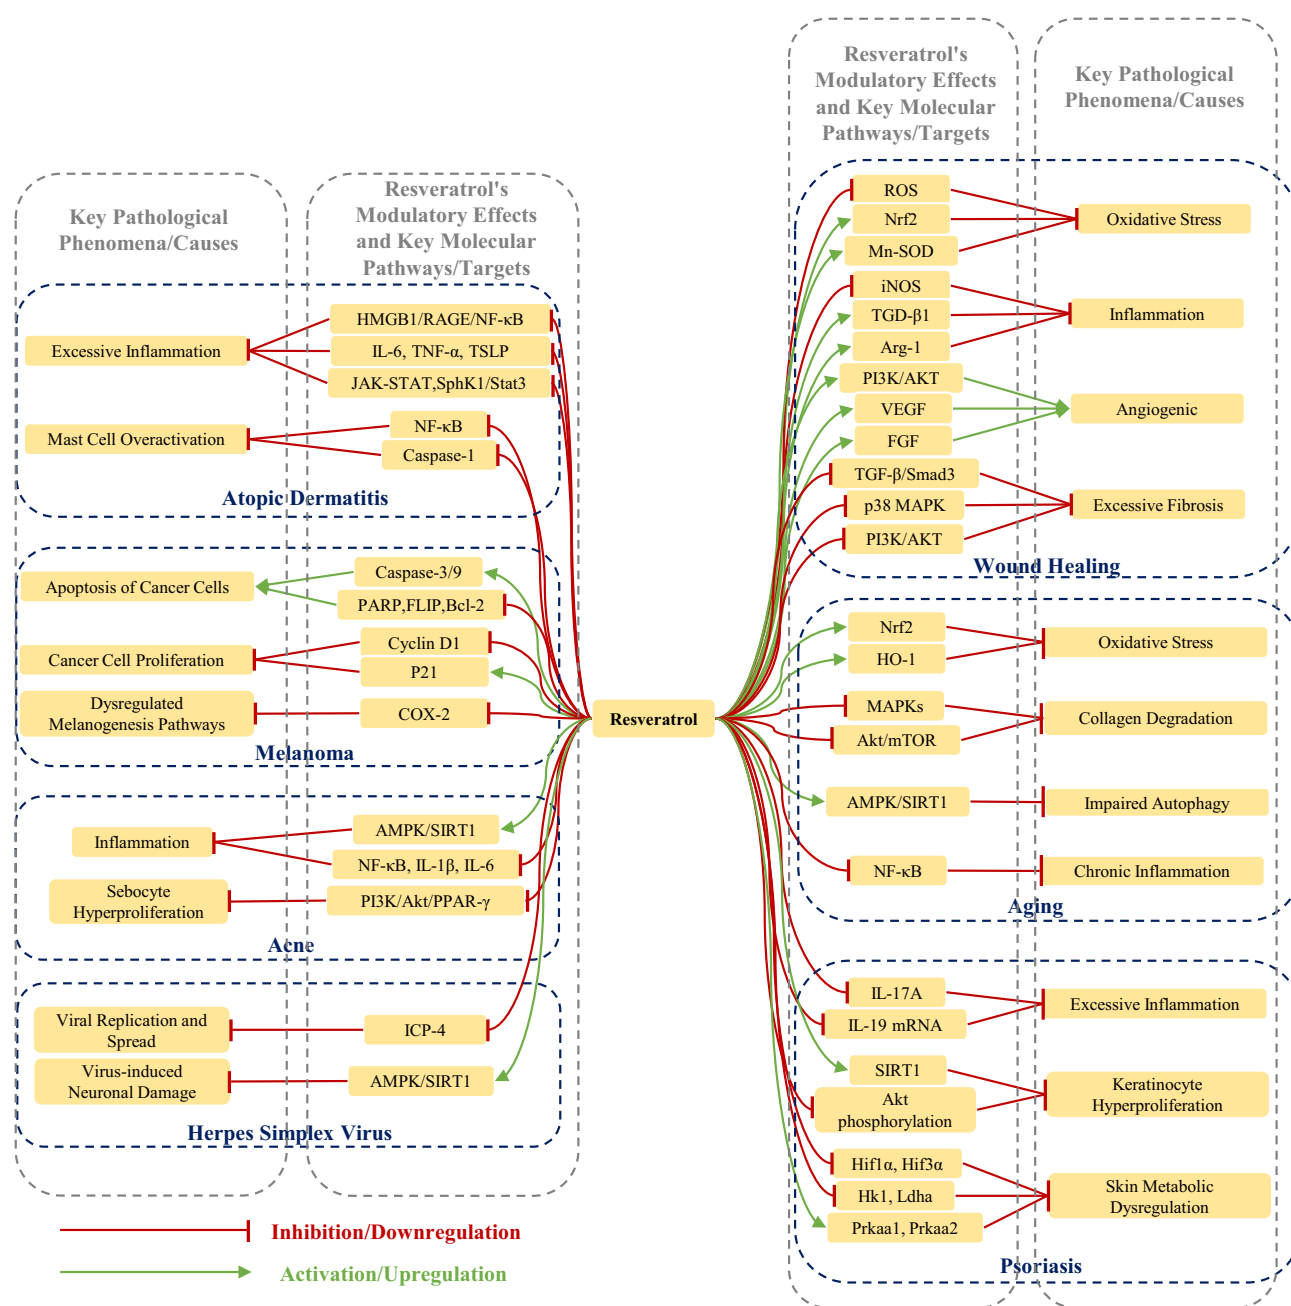 Key Pathological
Phenomena/Causes
Resveratrol's
Modulatory Effects
and Key Molecular
Pathways/Targets
Excessive Inflammation
HMGB1/RAGE/NF-κB
IL-6, TNF-α, TSLP
JAK-STAT,SphK1/Stat3
Mast Cell Overactivation
NF-κB
Caspase-1
Atopic Dermatitis
Apoptosis of Cancer Cells
Caspase-3/9
PARP,FLIP,Bcl-2
Cancer Cell Proliferation
Cyclin D1
P21
Dysregulated
Melanogenesis Pathways
COX-2
Melanoma
Inflammation
AMPK/SIRT1
NF-κB, IL-1β, IL-6
Sebocyte
Hyperproliferation
PI3K/Akt/PPAR-γ
Acne
Viral Replication and
Spread
ICP-4
Virus-induced
Neuronal Damage
AMPK/SIRT1
Herpes Simplex Virus
Inhibition/Downregulation
Activation/Upregulation
Resveratrol
Resveratrol's
Modulatory Effects
and Key Molecular
Pathways/Targets
Key Pathological
Phenomena/Causes
ROS
Nrf2
Mn-SOD
Oxidative Stress
iNOS
TGD-β1
Arg-1
Inflammation
PI3K/AKT
VEGF
FGF
Angiogenic
TGF-β/Smad3
p38 MAPK
PI3K/AKT
Excessive Fibrosis
Wound Healing
Nrf2
HO-1
Oxidative Stress
MAPKs
Akt/mTOR
Collagen Degradation
AMPK/SIRT1
Impaired Autophagy
NF-κB
Chronic Inflammation
Aging
IL-17A
IL-19 mRNA
Excessive Inflammation
SIRT1
Akt
phosphorylation
Keratinocyte
Hyperproliferation
Hif1α, Hif3α
Hk1, Ldha
Prkaa1, Prkaa2
Skin Metabolic
Dysregulation
Psoriasis